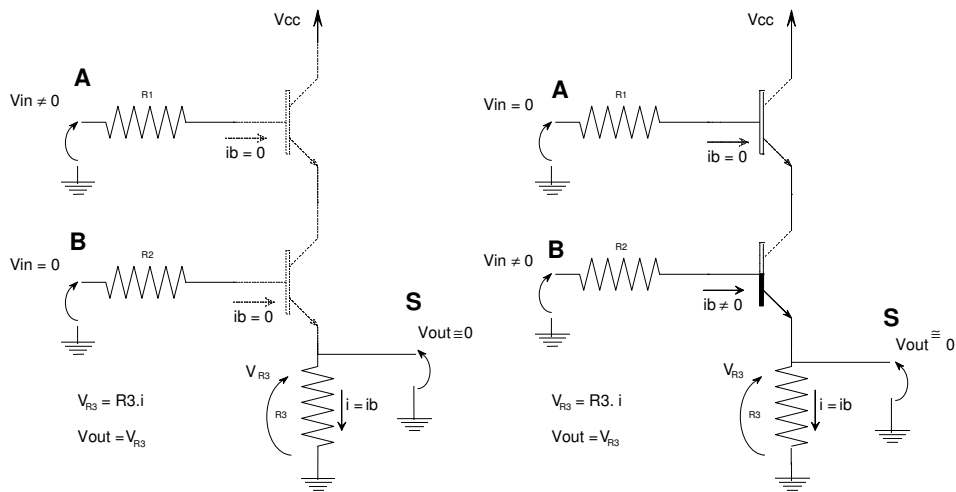 Vcc
A
R1
Vin ≠ 0
ib = 0
B
R2
Vin = 0
ib = 0
S
Vout ≅ 0
VR3
R3
i = ib
VR3 = R3.i
Vout = VR3
Vcc
A
R1
Vin = 0
ib = 0
B
R2
Vin ≠ 0
ib ≠ 0
S
Vout ≅ 0
VR3
R3
i = ib
VR3 = R3. i
Vout = VR3